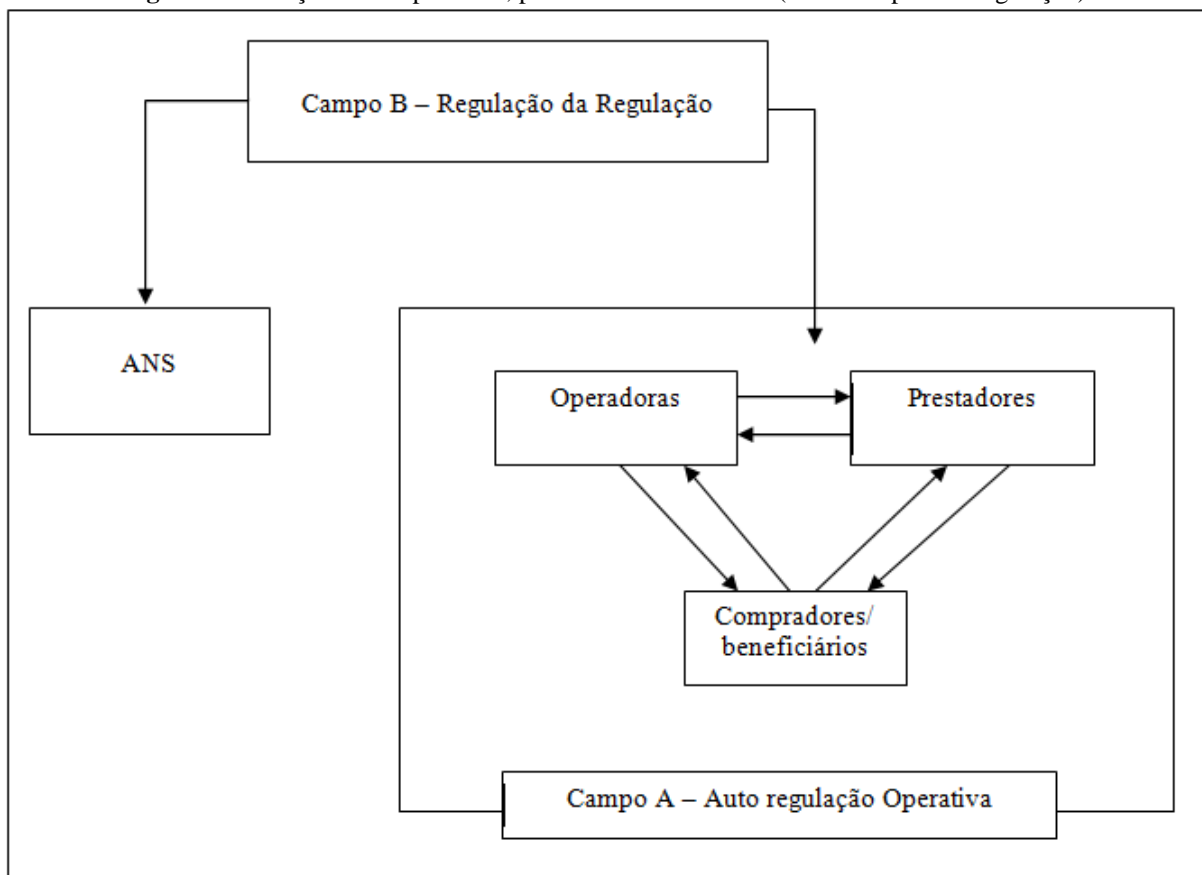 Campo B – Regulação da Regulação
ANS
Operadoras
Prestadores
Compradores/
beneficiários
Campo A – Auto regulação Operativa